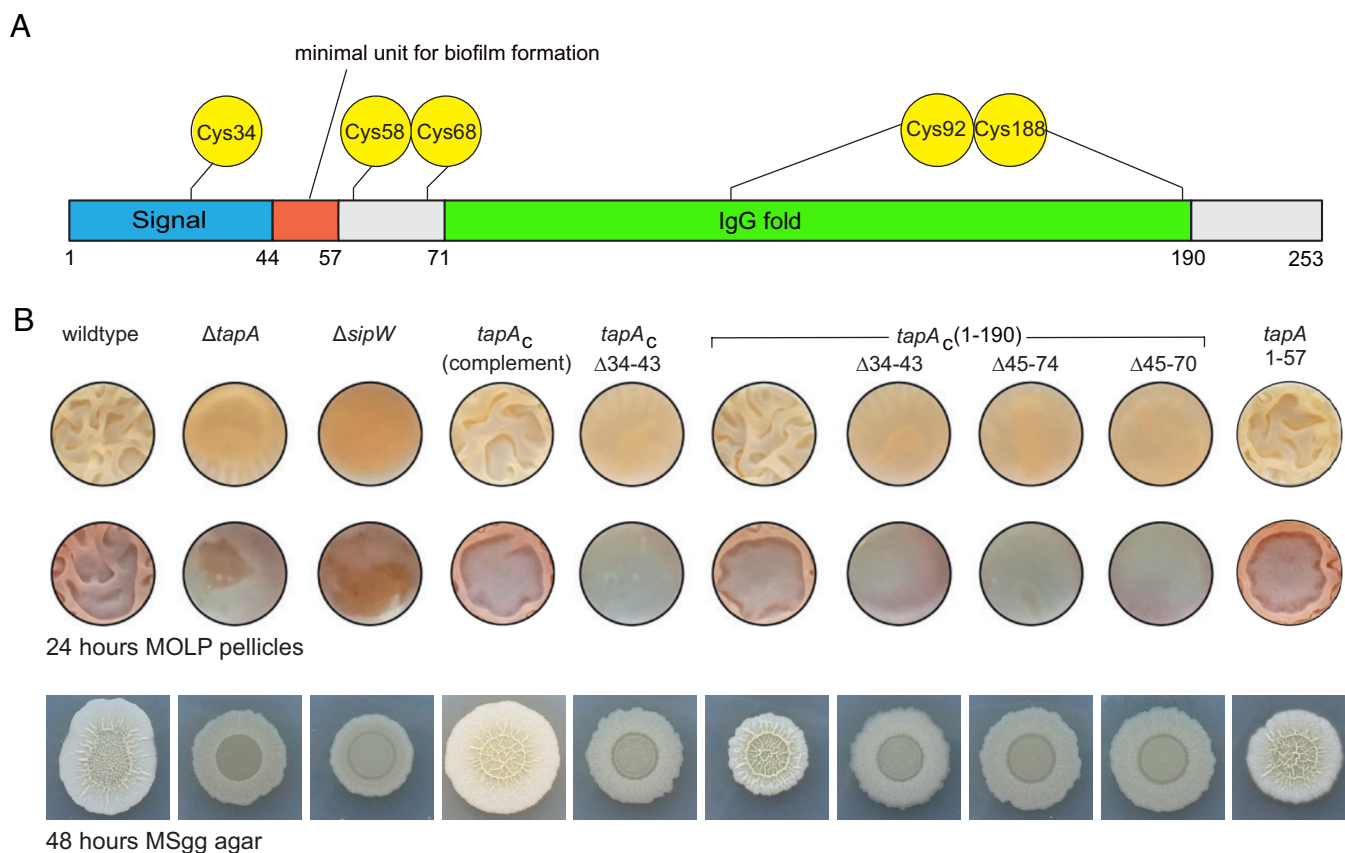 A
minimal unit for biofilm formation
Cys34
Cys58
Cys68
Cys92
Cys188
Signal
IgG fold
1
44
57
71
190
253
B
wildtype
ΔtapA
ΔsipW
tapAC
(complement)
tapAC
Δ34-43
tapAC(1-190)
Δ34-43
Δ45-74
Δ45-70
tapA
1-57
24 hours MOLP pellicles
48 hours MSgg agar